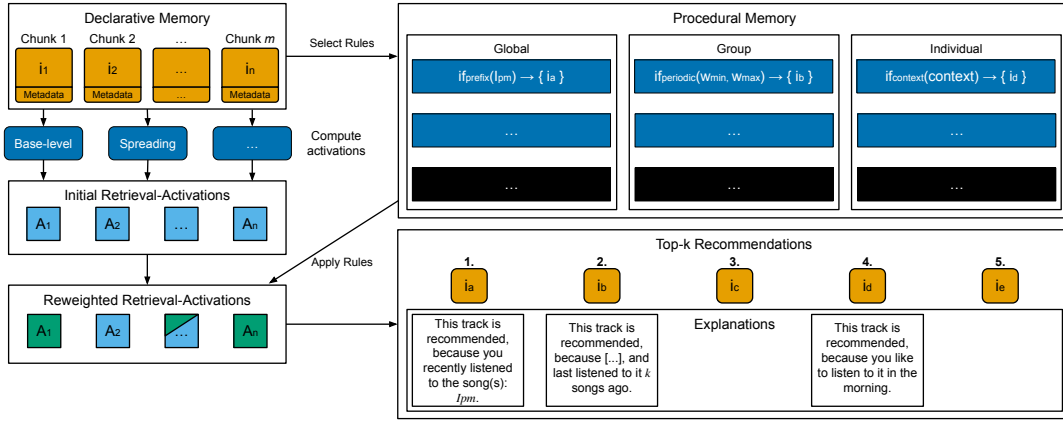 Declarative Memory
Chunk 1
Chunk 2
...
Chunk m
i1
i2
...
in
Metadata
Metadata
...
Metadata
Base-level
Spreading
...
Compute
activations
Initial Retrieval-Activations
A1
A2
...
An
Reweighted Retrieval-Activations
A1
A2
...
An
Select Rules
Apply Rules
Procedural Memory
Global
ifprefix(Ipm) → { ia }
...
...
Group
ifperiodic(wmin, wmax) → { ib }
...
...
Individual
ifcontext(context) → { id }
...
...
Top-k Recommendations
1.
2.
3.
4.
5.
ia
ib
ic
id
ie
Explanations
This track is
recommended,
because you
recently listened
to the song(s):
Ipm.
This track is
recommended,
because [...], and
last listened to it k
songs ago.
This track is
recommended,
because you like
to listen to it in the
morning.